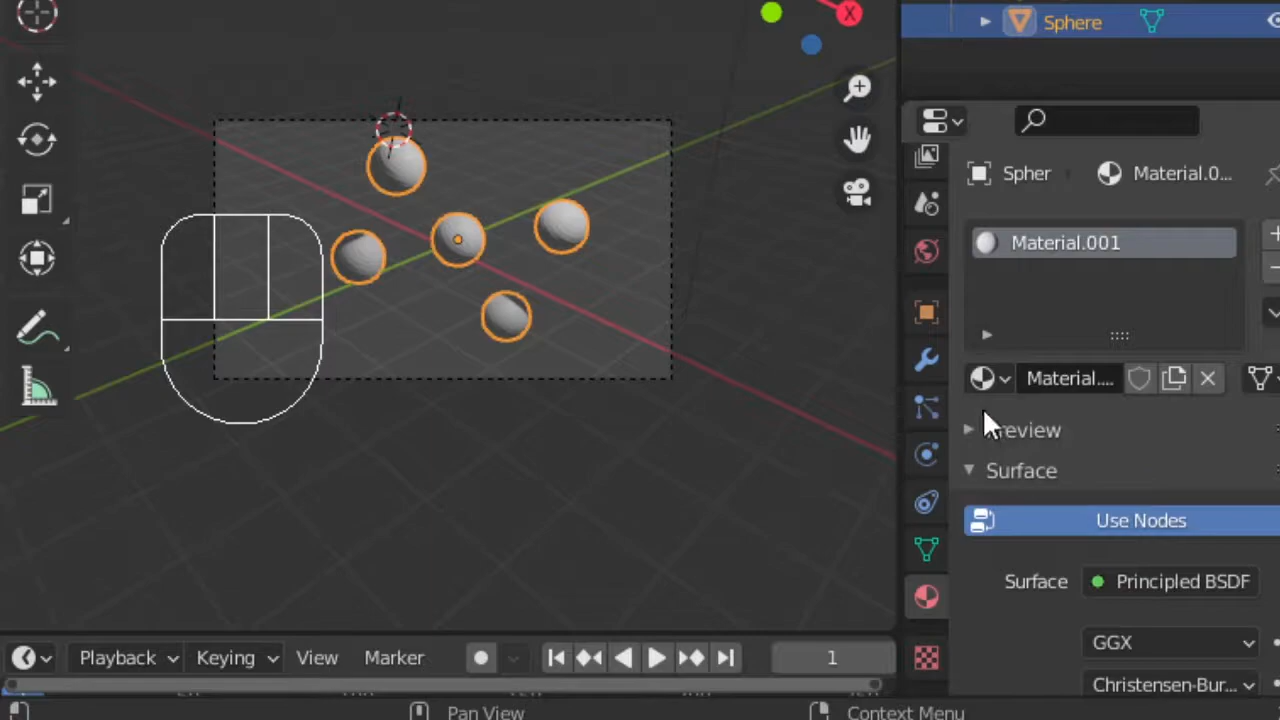 X
Sphere
Spher
Material.0...
Material.001
Material....
Preview
Surface
Use Nodes
Surface
Principled BSDF
GGX
Christensen-Bur...
Playback
Keying
View
Marker
1
Pan View
Context Menu